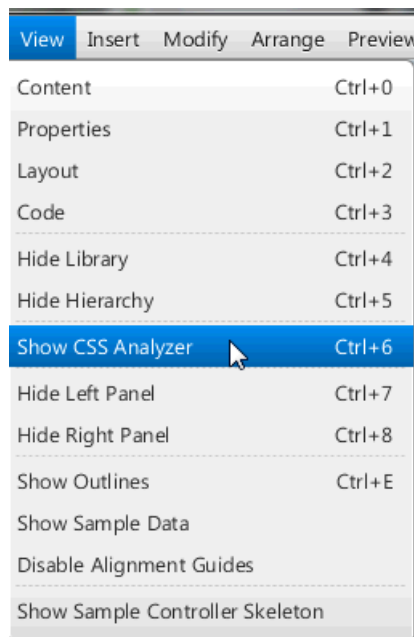 View Insert Modify Arrange Preview
Content Ctrl+0
Properties Ctrl+1
Layout Ctrl+2
Code Ctrl+3
Hide Library Ctrl+4
Hide Hierarchy Ctrl+5
Show CSS Analyzer Ctrl+6
Hide Left Panel Ctrl+7
Hide Right Panel Ctrl+8
Show Outlines Ctrl+E
Show Sample Data
Disable Alignment Guides
Show Sample Controller Skeleton